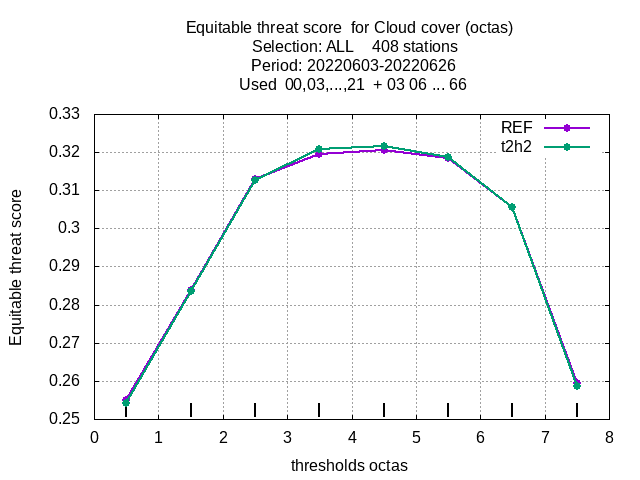 Equitable threat score  for Cloud cover (octas)
Selection: ALL    408 stations
Period: 20220603-20220626
Used  00,03,...,21  + 03 06 ... 66
REF
t2h2
0.33
0.32
0.31
0.3
0.29
0.28
0.27
0.26
0.25
Equitable threat score
0 1 2 3 4 5 6 7 8
thresholds octas